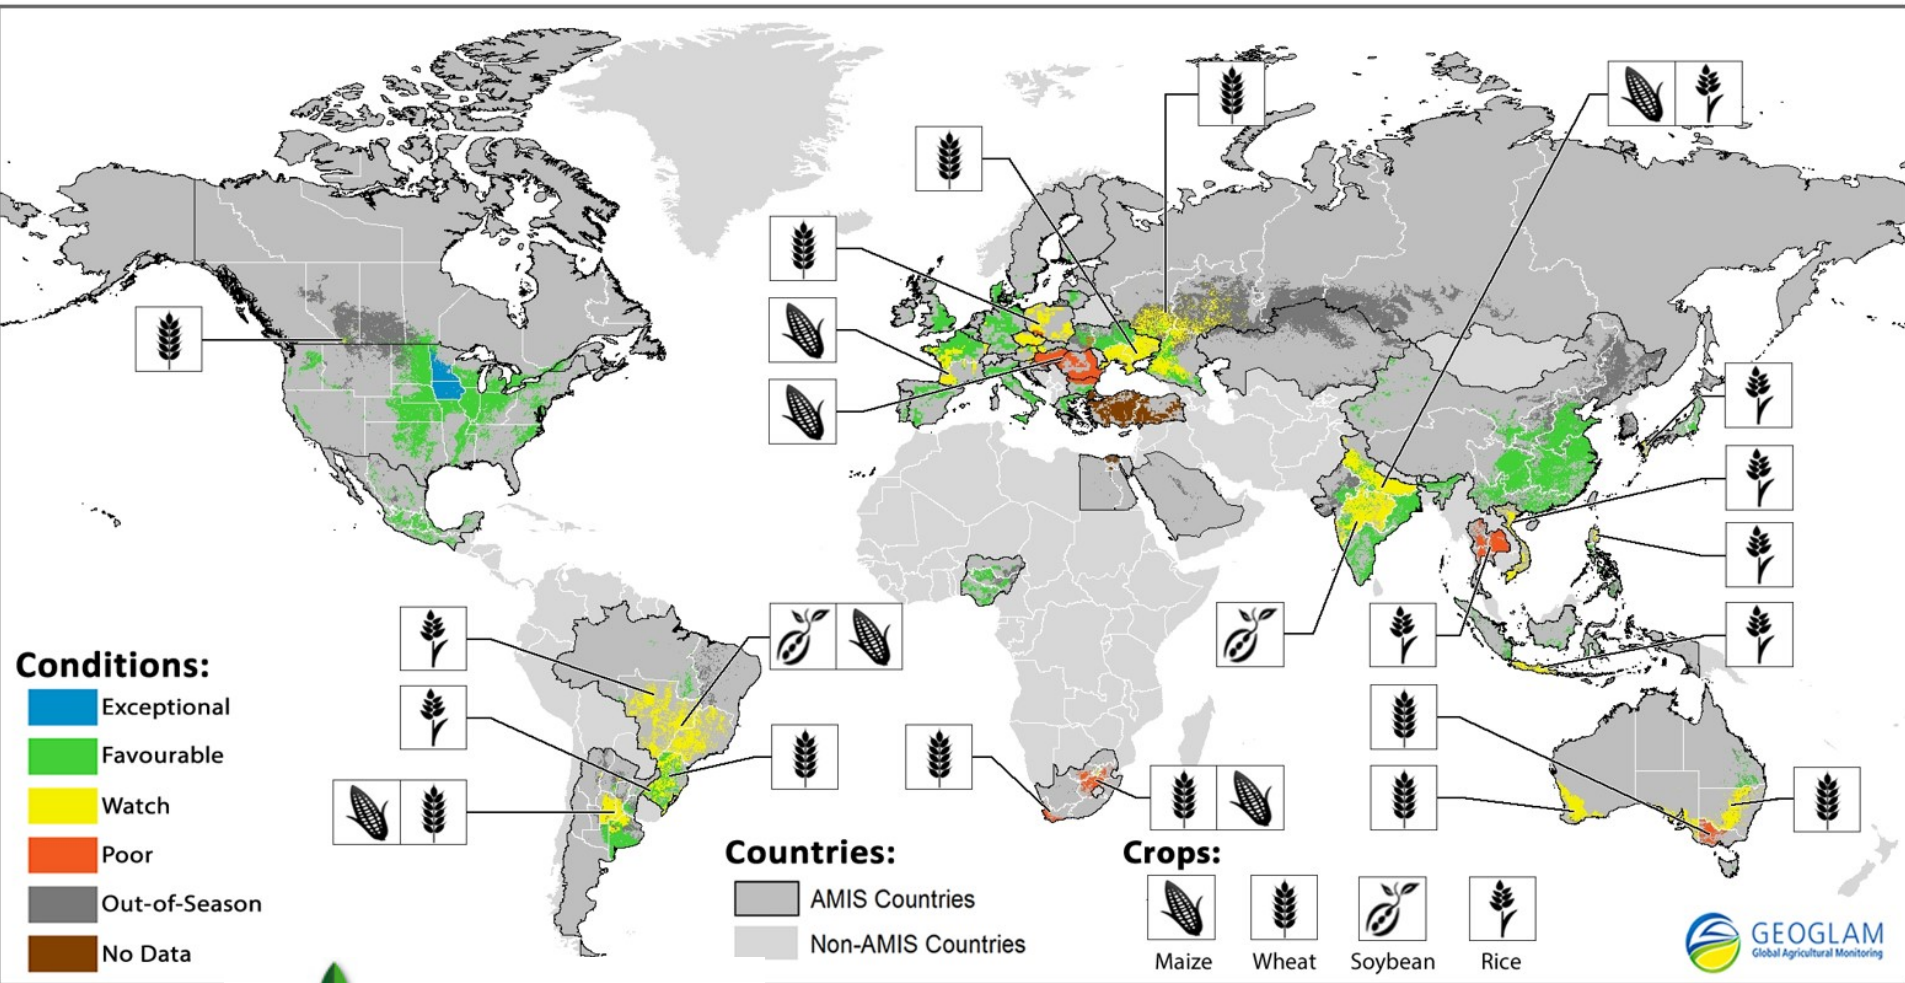 Conditions:
Exceptional
Favourable
Watch
Poor
Out-of-Season
No Data
Countries:
AMIS Countries
Non-AMIS Countries
Crops:
Maize
Wheat
Soybean
Rice
GEOGLAM
Global Agricultural Monitoring